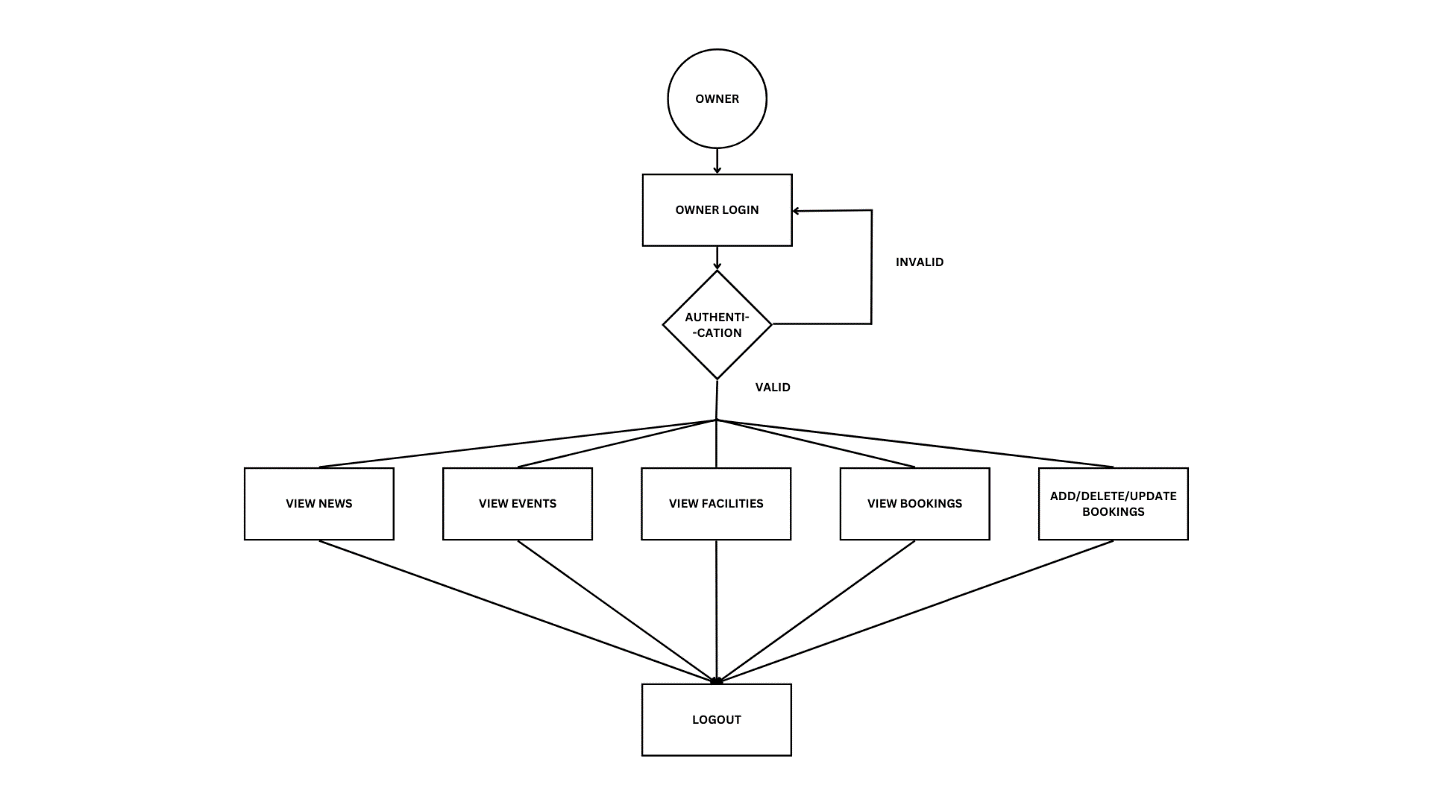 OWNER
OWNER LOGIN
INVALID
AUTHENTI-
-CATION
VALID
VIEW NEWS
VIEW EVENTS
VIEW FACILITIES
VIEW BOOKINGS
ADD/DELETE/UPDATE
BOOKINGS
LOGOUT